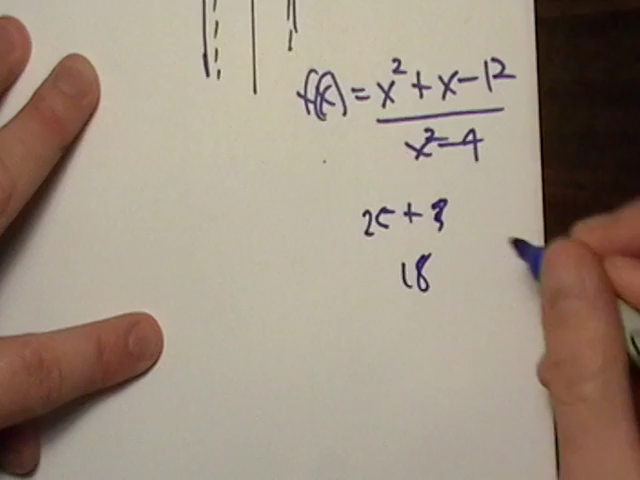 f(x) = x² + x - 12
x² - 4
25 + 3
18